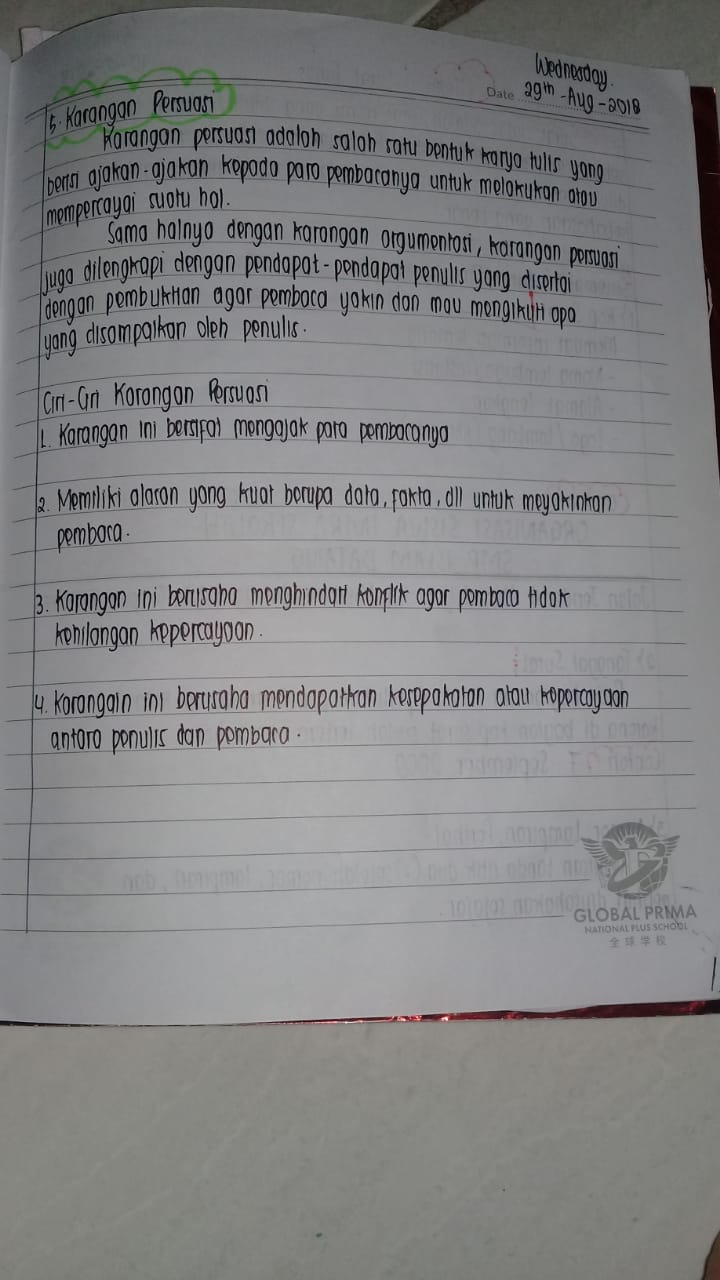 Wednesday
Date 29th-Aug-2018
5. Karangan Persuasi
Karangan persuasi adalah salah satu bentuk karya tulis yang
berisi ajakan-ajakan kepada para pembacanya untuk melakukan atau
mempercayai suatu hal.
Sama halnya dengan karangan argumentasi, karangan persuasi
juga dilengkapi dengan pendapat-pendapat penulis yang disertai
dengan pembuktian agar pembaca yakin dan mau mengikuti apa
yang disampaikan oleh penulis.
Ciri-Ciri Karangan Persuasi
1. Karangan ini bersifat mengajak para pembacanya
2. Memiliki alasan yang kuat berupa data, fakta, dll untuk meyakinkan
pembaca.
3. Karangan ini berusaha menghindari konflik agar pembaca tidak
kehilangan kepercayaan.
4. Karangain ini berusaha mendapatkan kesepakatan atau kepercayaan
antara penulis dan pembaca.
GLOBAL PRIMA
NATIONAL PLUS SCHOOL
全球学校